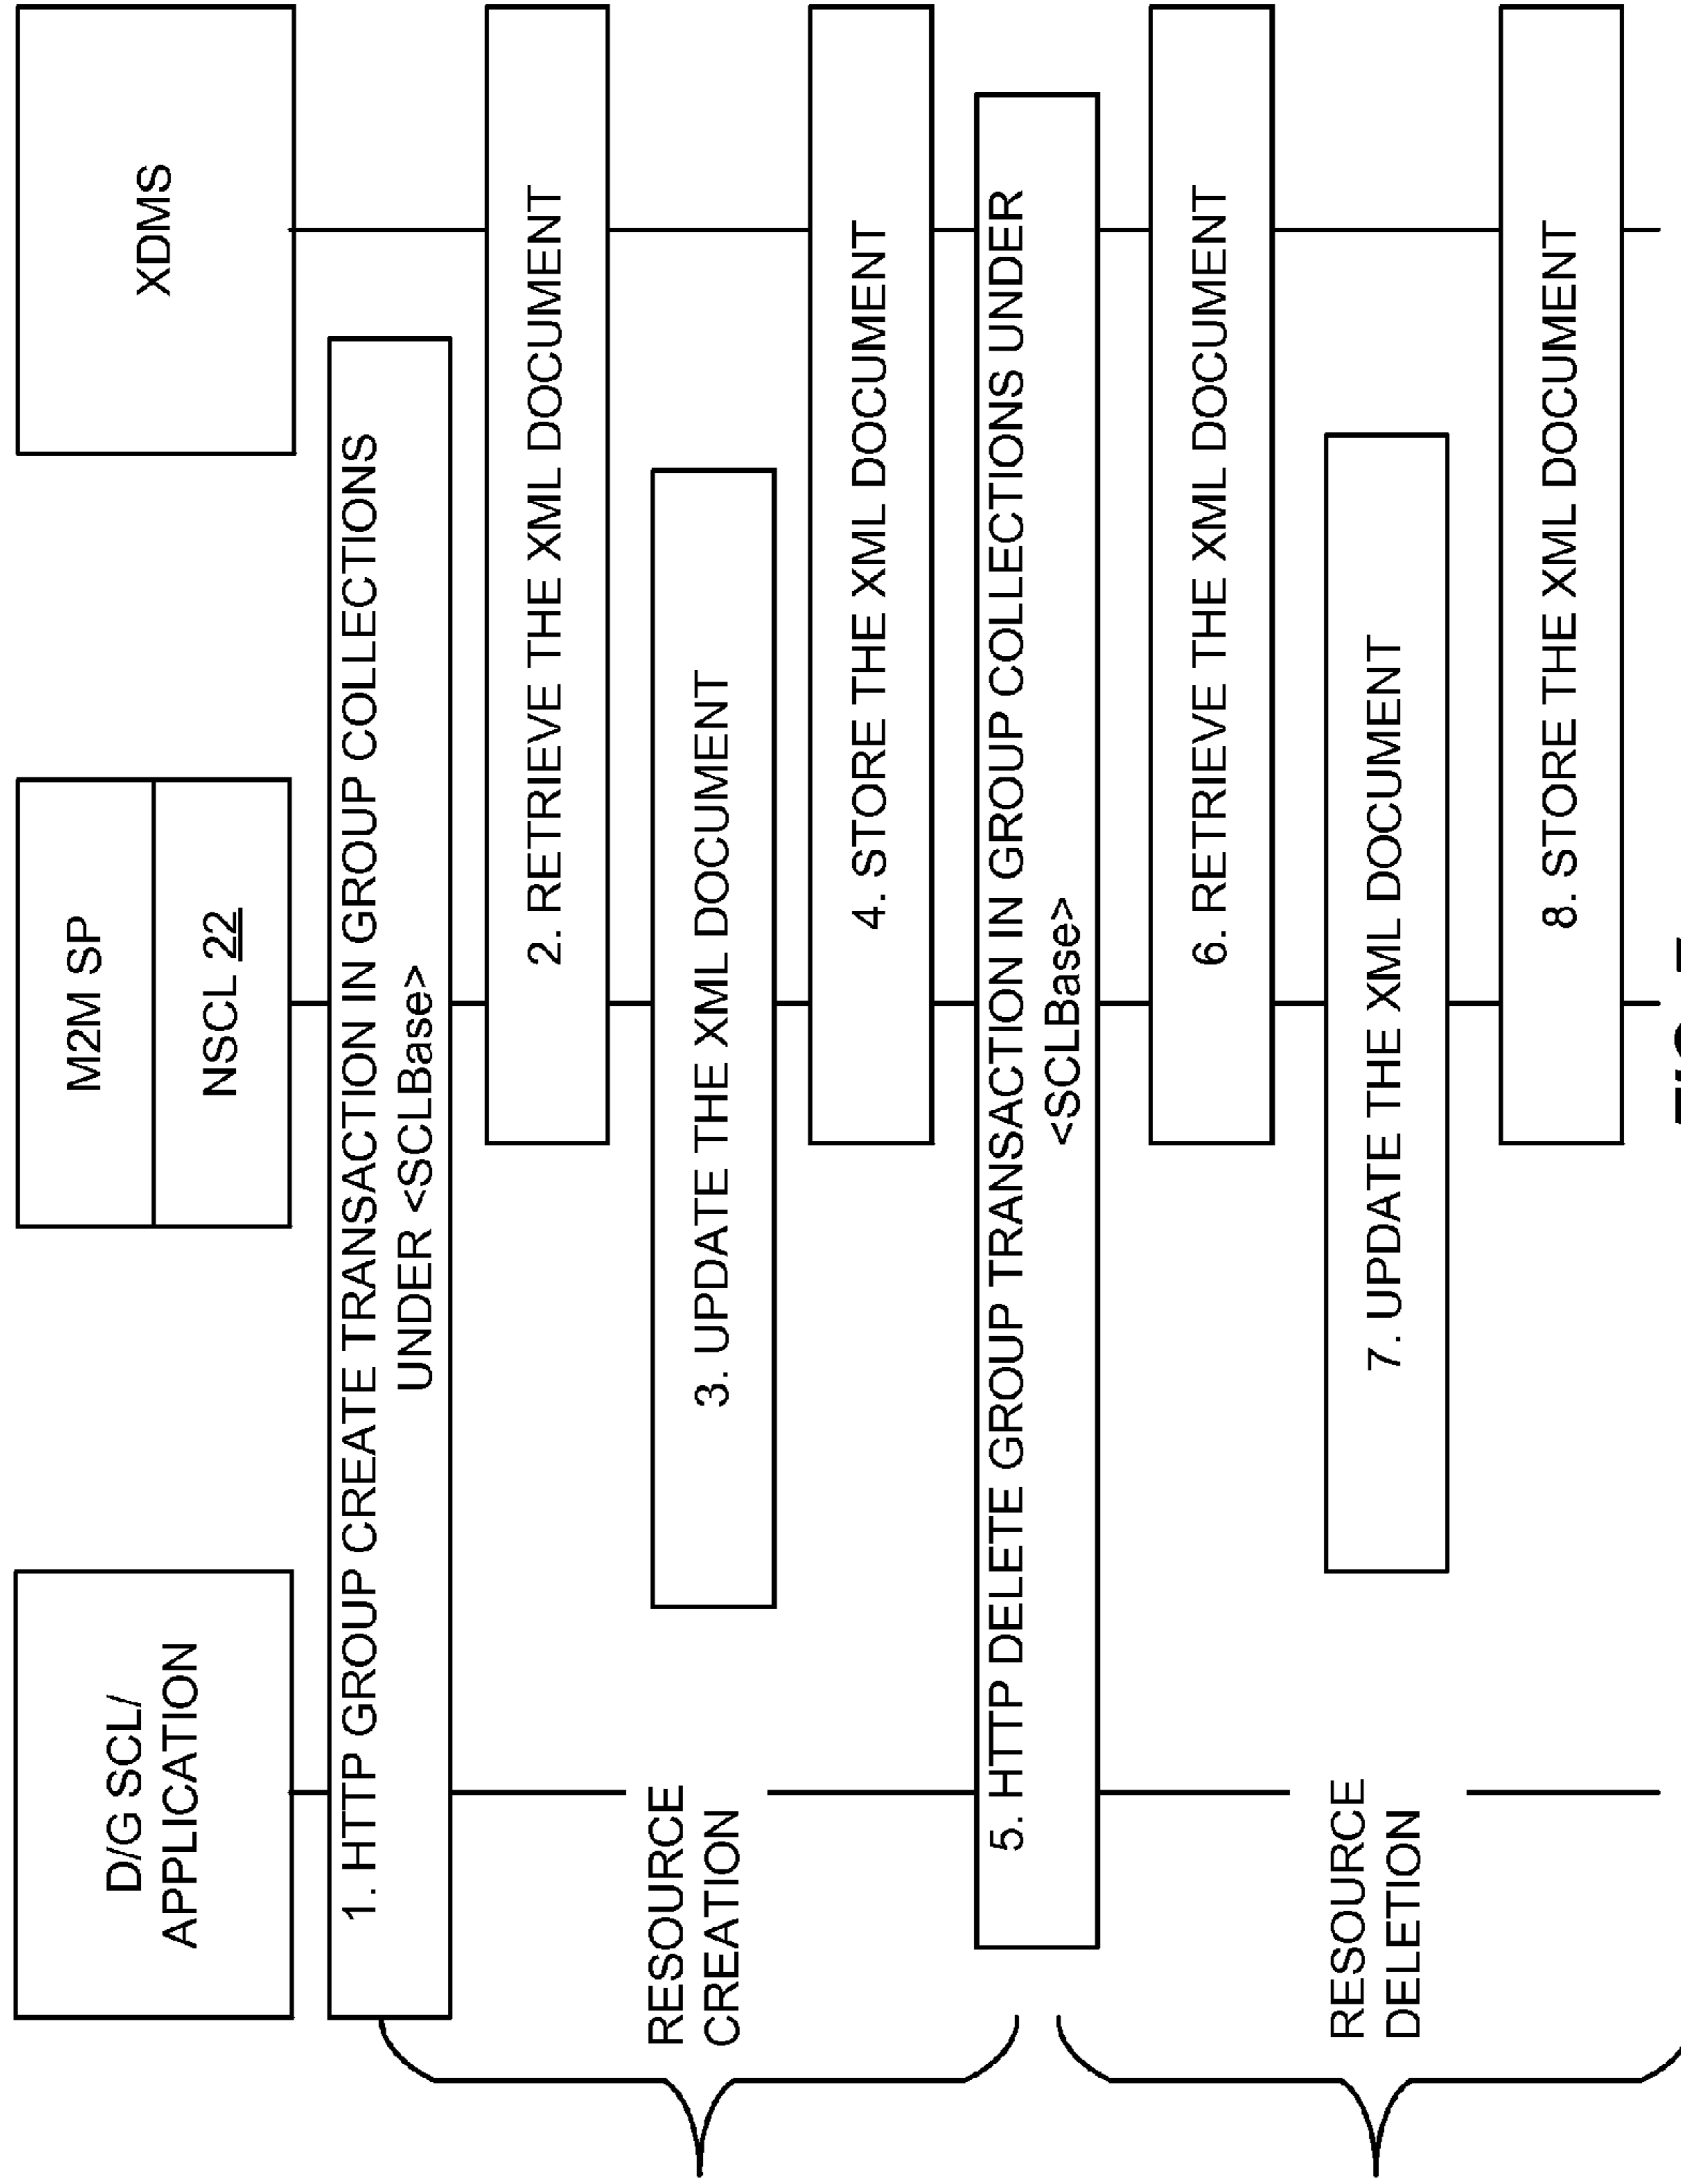 D/G SCL/
APPLICATION
M2M SP
NSCL 22
XDMS
1. HTTP GROUP CREATE TRANSACTION IN GROUP COLLECTIONS
UNDER <SCLBase>
2. RETRIEVE THE XML DOCUMENT
RESOURCE
CREATION
3. UPDATE THE XML DOCUMENT
4. STORE THE XML DOCUMENT
5. HTTP DELETE GROUP TRANSACTION IN GROUP COLLECTIONS UNDER
<SCLBase>
6. RETRIEVE THE XML DOCUMENT
RESOURCE
DELETION
7. UPDATE THE XML DOCUMENT
8. STORE THE XML DOCUMENT